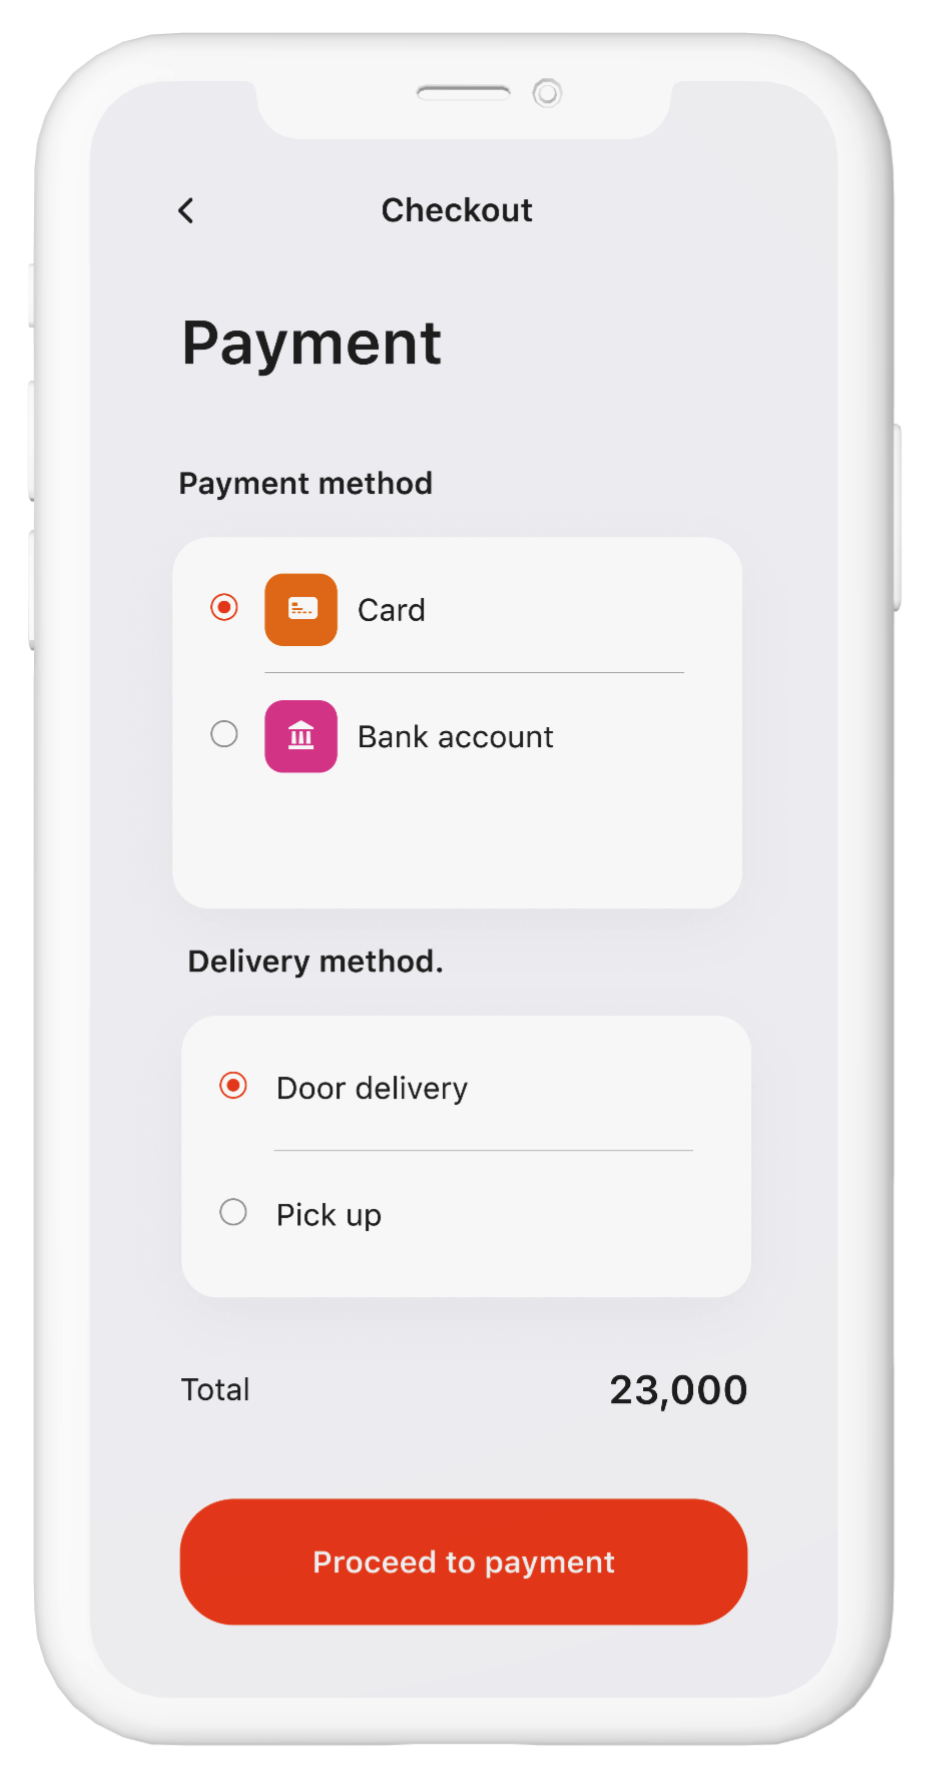 Checkout
Payment
Payment method
Card
Bank account
Delivery method.
Door delivery
Pick up
Total 23,000
Proceed to payment